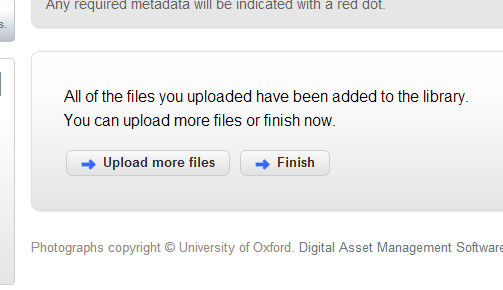 Any required metadata will be indicated with a red dot.
s.
All of the files you uploaded have been added to the library.
You can upload more files or finish now.
Upload more files
Finish
Photographs copyright © University of Oxford. Digital Asset Management Software